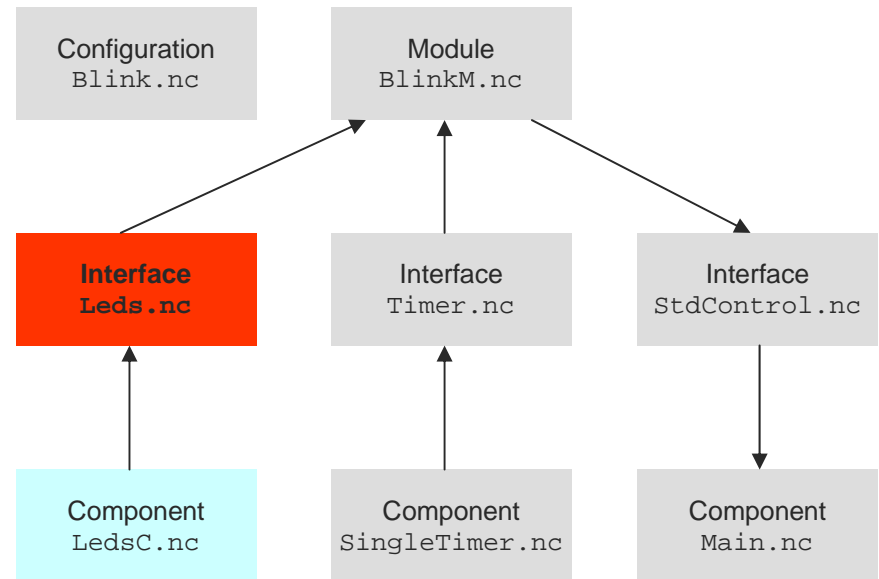 Configuration
Blink.nc
Module
BlinkM.nc
Interface
Leds.nc
Interface
Timer.nc
Interface
StdControl.nc
Component
LedsC.nc
Component
SingleTimer.nc
Component
Main.nc